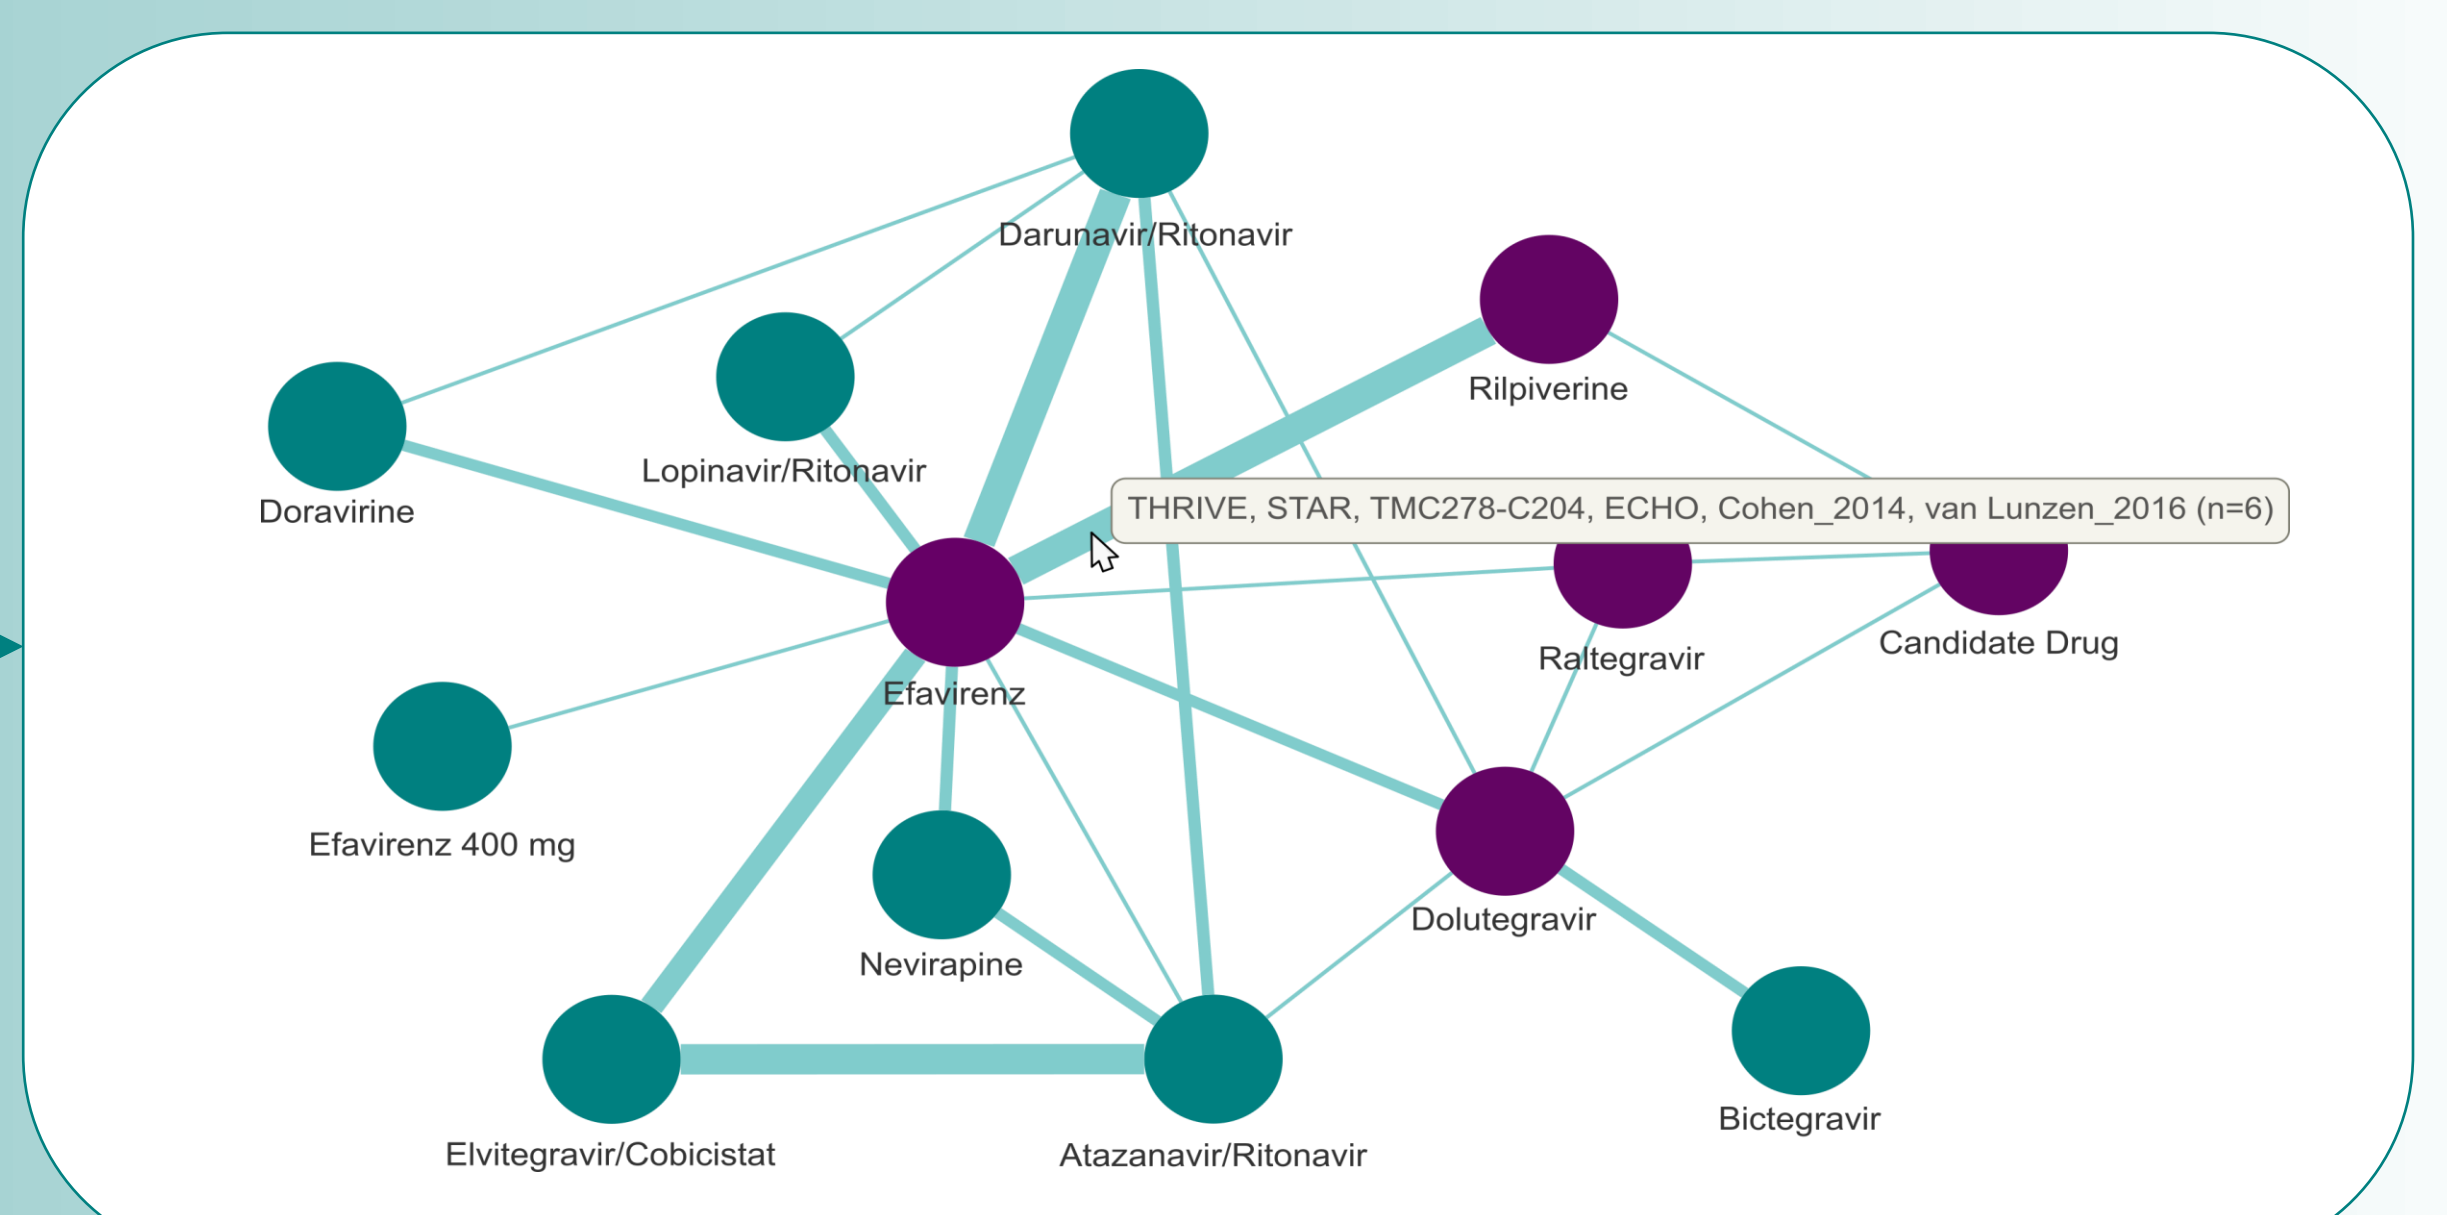 Darunavir/Ritonavir
Rilpiverine
Lopinavir/Ritonavir
Doravirine
THRIVE, STAR, TMC278-C204, ECHO, Cohen_2014, van Lunzen_2016 (n=6)
Raltegravir
Candidate Drug
Efavirenz
Efavirenz 400 mg
Dolutegravir
Nevirapine
Bictegravir
Elvitegravir/Cobicistat
Atazanavir/Ritonavir